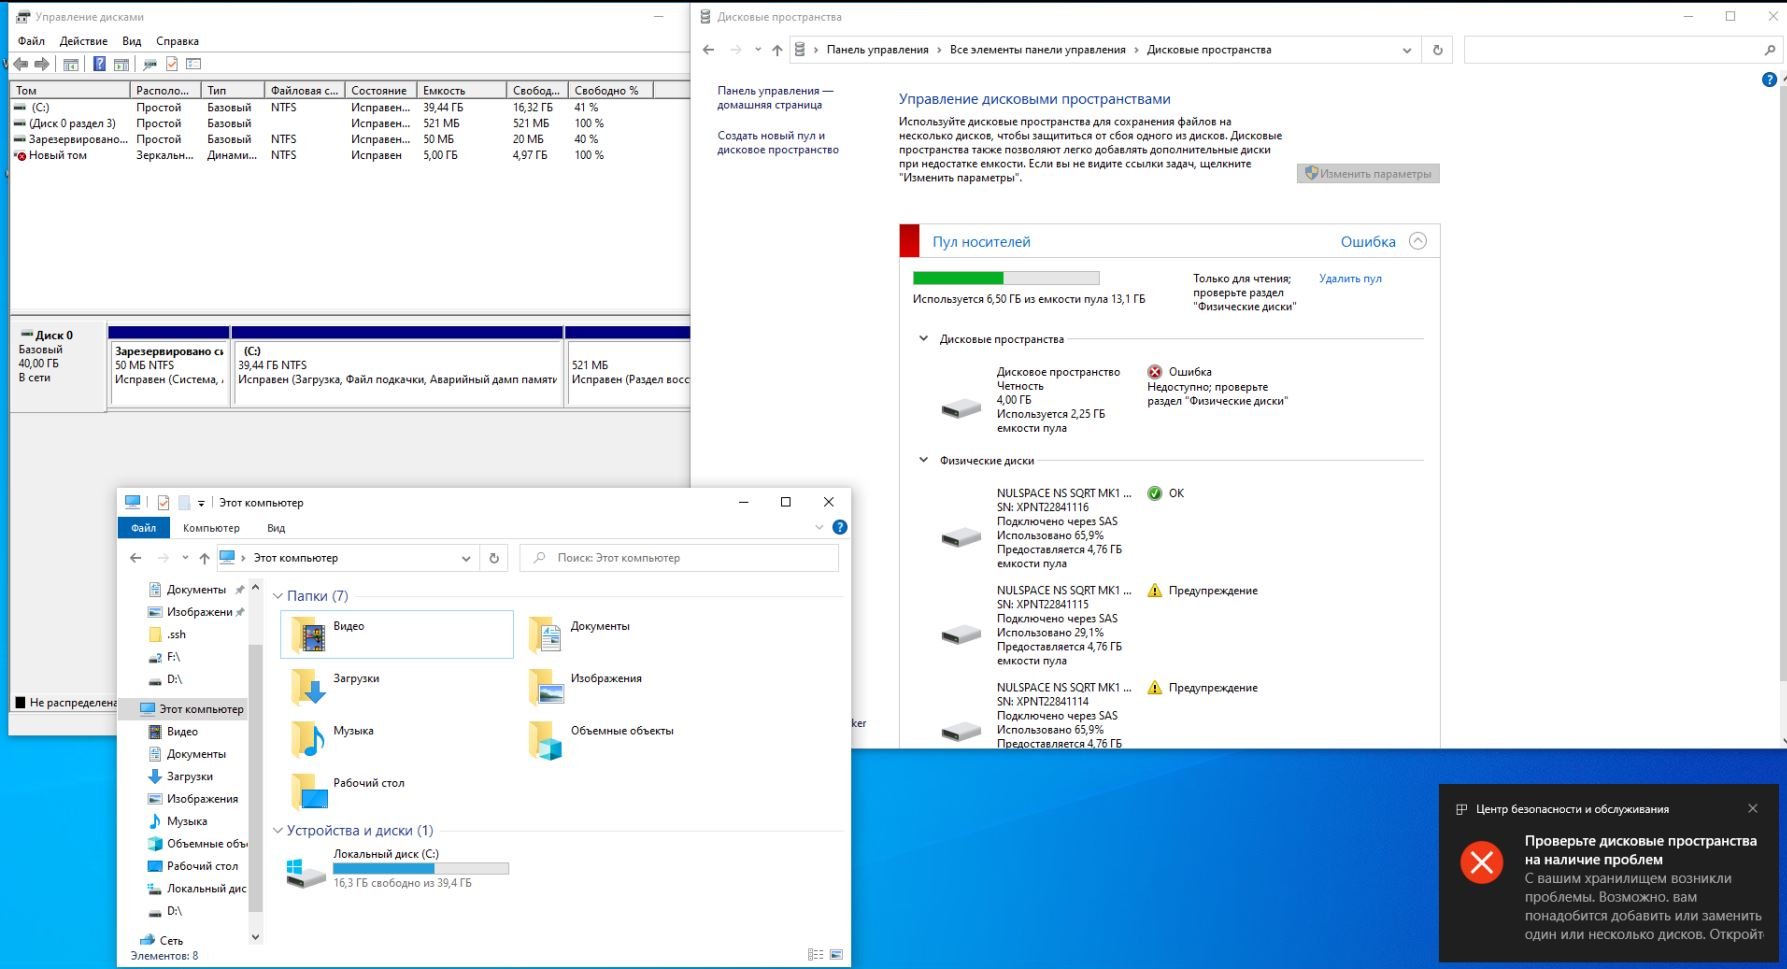 Управление дисками
Файл Действие Вид Справка
Том Располо... Тип Файловая с... Состояние Емкость Свобод... Свободно %
(C:) Простой Базовый NTFS Исправен... 39,44 ГБ 16,32 ГБ 41 %
(Диск 0 раздел 3) Простой Базовый Исправен... 521 МБ 521 МБ 100 %
Зарезервировано... Простой Базовый NTFS Исправен... 50 МБ 20 МБ 40 %
Новый том Зеркальн... Динами... NTFS Исправен 5,00 ГБ 4,97 ГБ 100 %
Диск 0
Базовый
40,00 ГБ
В сети
Зарезервировано си
50 МБ NTFS
Исправен (Система, 
(C:)
39,44 ГБ NTFS
Исправен (Загрузка, Файл подкачки, Аварийный дамп памяти
521 МБ
Исправен (Раздел восс
Не распределена
Дисковые пространства
Панель управления › Все элементы панели управления › Дисковые пространства
Панель управления —
домашняя страница
Создать новый пул и
дисковое пространство
ker
Управление дисковыми пространствами
Используйте дисковые пространства для сохранения файлов на
несколько дисков, чтобы защититься от сбоя одного из дисков. Дисковые
пространства также позволяют легко добавлять дополнительные диски
при недостатке емкости. Если вы не видите ссылки задач, щелкните
"Изменить параметры".
Изменить параметры
Пул носителей
Ошибка
Используется 6,50 ГБ из емкости пула 13,1 ГБ
Только для чтения;
проверьте раздел
"Физические диски"
Удалить пул
Дисковые пространства
Дисковое пространство
Четность
4,00 ГБ
Используется 2,25 ГБ
емкости пула
Ошибка
Недоступно; проверьте
раздел "Физические диски"
Физические диски
NULSPACE NS SQRT MK1 ...
SN: XPNT22841116
Подключено через SAS
Использовано 65,9%
Предоставляется 4,76 ГБ
емкости пула
OK
NULSPACE NS SQRT MK1 ...
SN: XPNT22841115
Подключено через SAS
Использовано 29,1%
Предоставляется 4,76 ГБ
емкости пула
Предупреждение
NULSPACE NS SQRT MK1 ...
SN: XPNT22841114
Подключено через SAS
Использовано 65,9%
Предоставляется 4,76 ГБ
Предупреждение
Этот компьютер
Файл Компьютер Вид
Этот компьютер
Поиск: Этот компьютер
Документы
Изображени
.ssh
F:\
D:\
Этот компьютер
Видео
Документы
Загрузки
Изображения
Музыка
Объемные объ
Рабочий стол
Локальный дис
D:\
Сеть
Папки (7)
Видео
Документы
Загрузки
Изображения
Музыка
Объемные объекты
Рабочий стол
Устройства и диски (1)
Локальный диск (C:)
16,3 ГБ свободно из 39,4 ГБ
Элементов: 8
Центр безопасности и обслуживания
Проверьте дисковые пространства
на наличие проблем
С вашим хранилищем возникли
проблемы. Возможно, вам
понадобится добавить или заменить
один или несколько дисков. Откройт